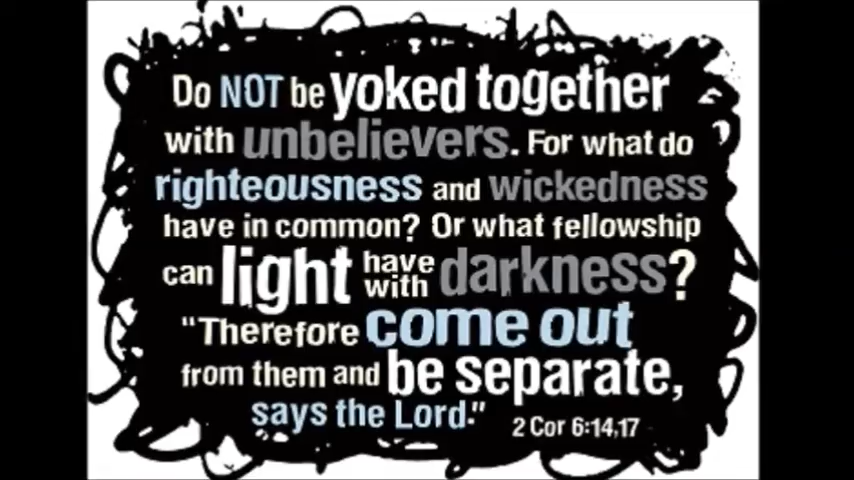 Do NOT be yoked together
with unbelievers. For what do
righteousness and wickedness
have in common? Or what fellowship
can light have with darkness?
"Therefore come out
from them and be separate,
says the Lord."
2 Cor 6:14,17